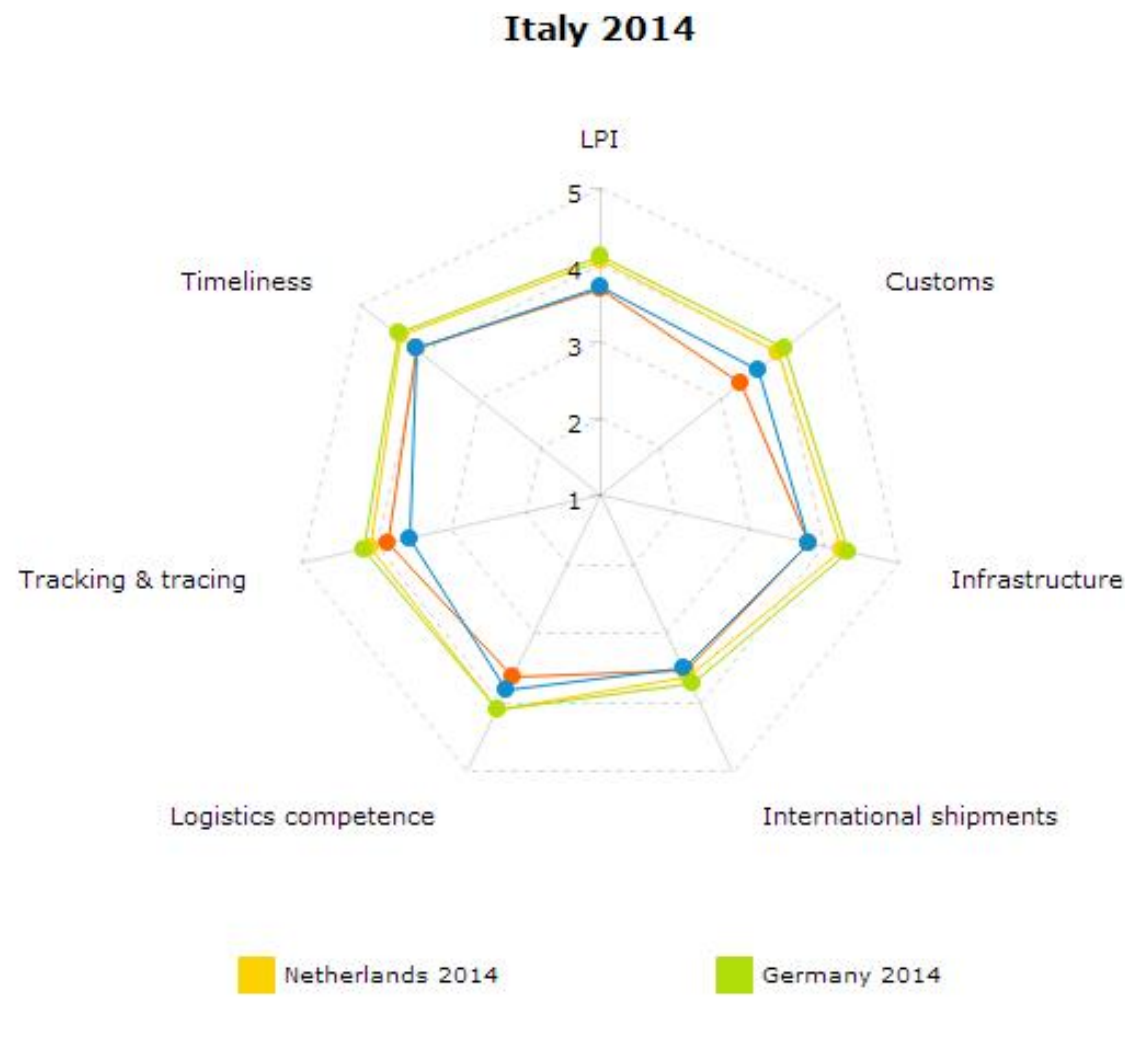 Italy 2014
LPI
5
Timeliness
4
Customs
3
2
1
Tracking & tracing
Infrastructure
Logistics competence
International shipments
Netherlands 2014
Germany 2014